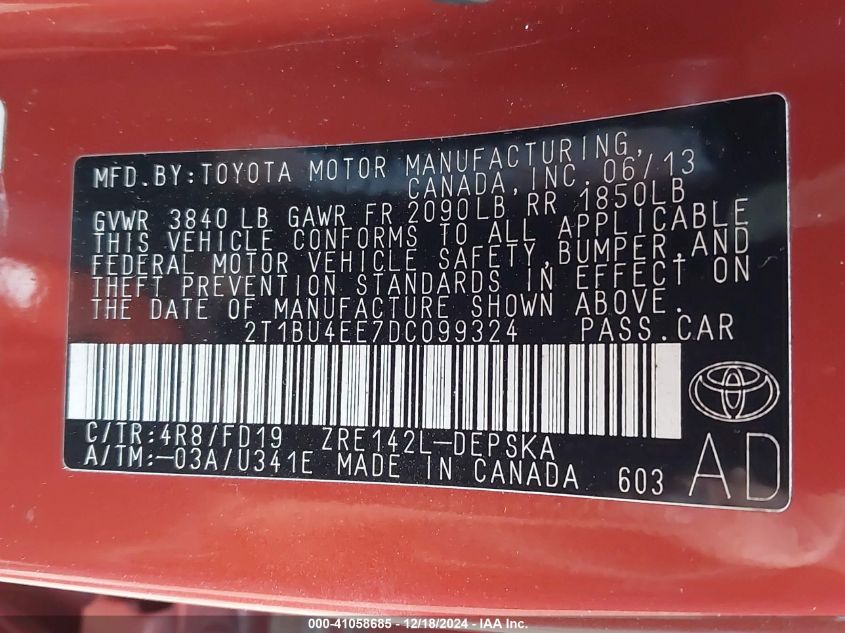 MFD.BY:TOYOTA MOTOR MANUFACTURING,
CANADA, INC. 06/13
GVWR 3840 LB GAWR FR 2090LB RR 1850LB
THIS VEHICLE CONFORMS TO ALL APPLICABLE
FEDERAL MOTOR VEHICLE SAFETY,BUMPER,AND
THEFT PREVENTION STANDARDS IN EFFECT ON
THE DATE OF MANUFACTURE SHOWN ABOVE.
2T1BU4EE7DC099324 PASS.CAR
C/TR:4R8/FD19 ZRE142L-DEPSKA
A/TM:-03A/U341E MADE IN CANADA 603
AD
000-41058685 - 12/18/2024 - IAA Inc.